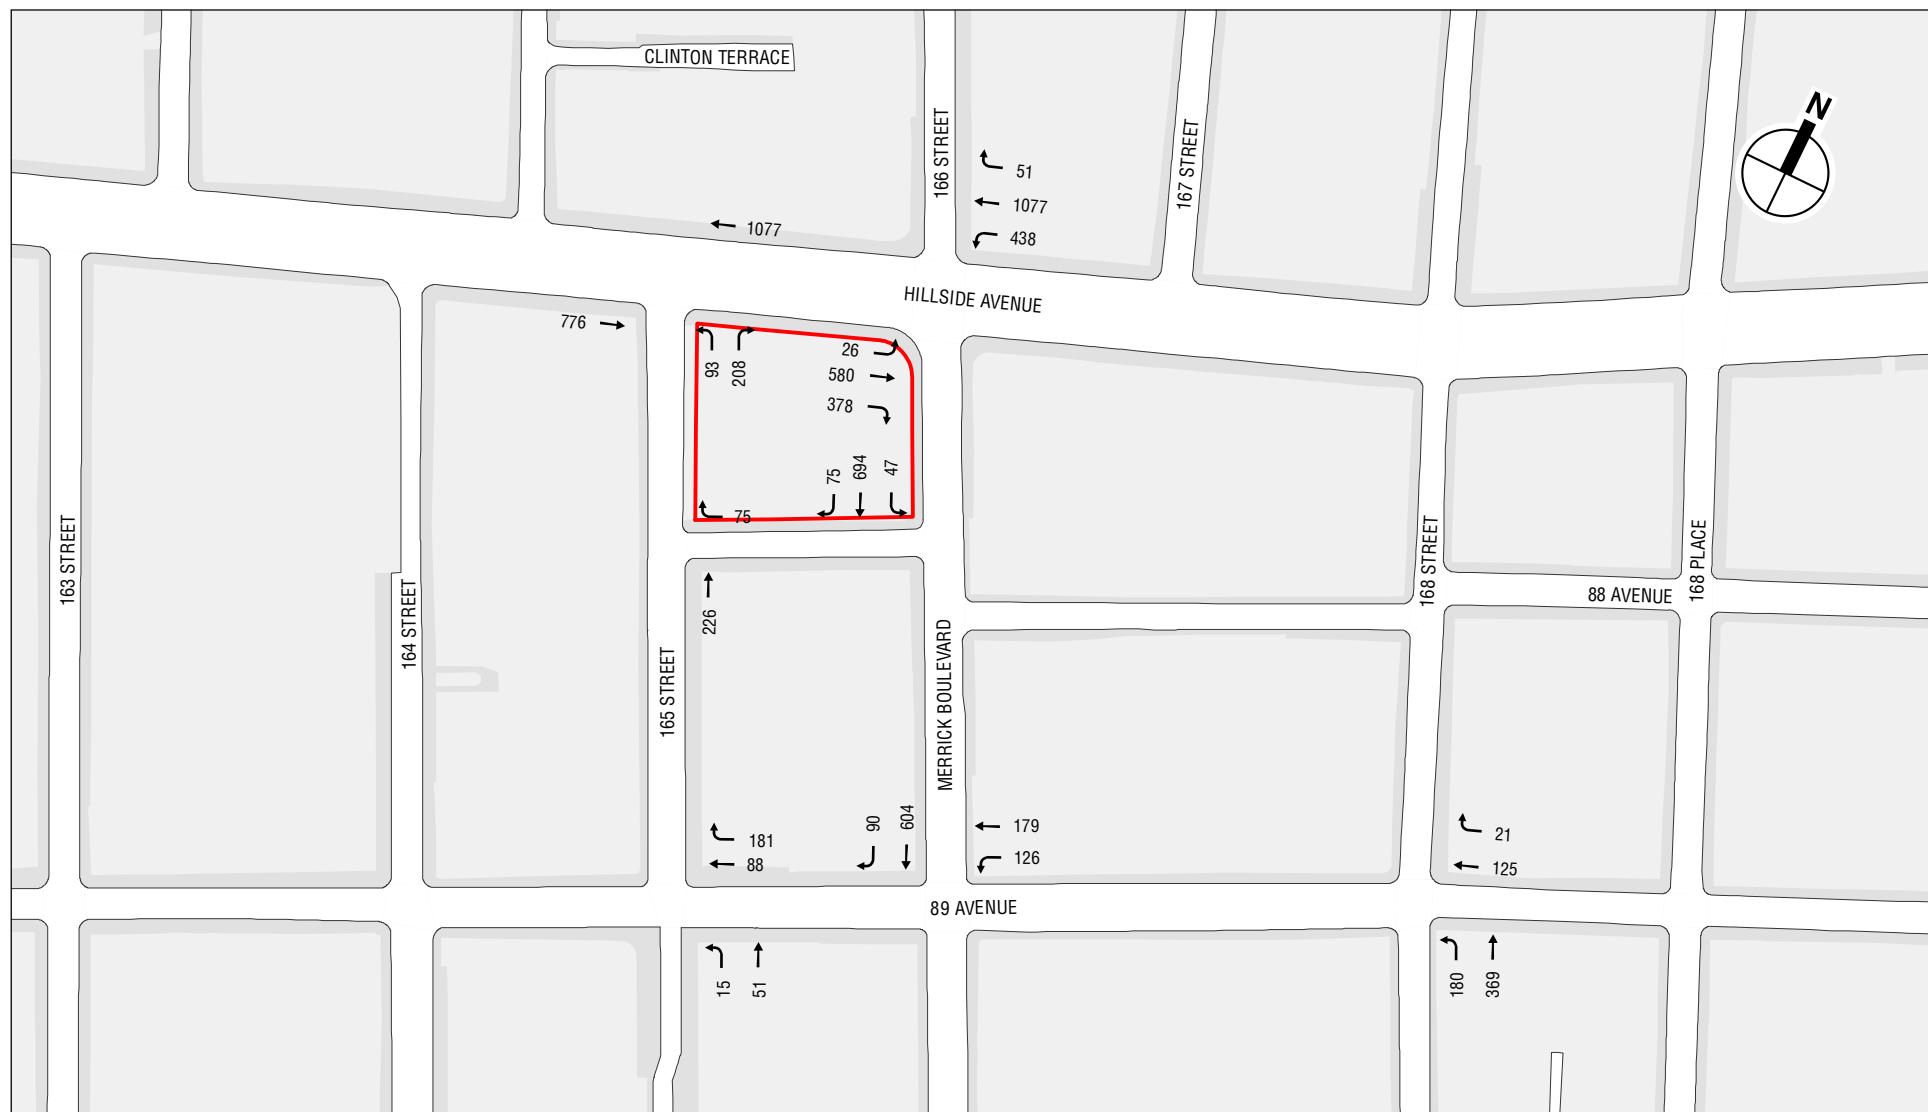 CLINTON TERRACE
N
166 STREET
167 STREET
51
1077
438
1077
HILLSIDE AVENUE
776
93
208
26
580
378
75
694
47
75
163 STREET
164 STREET
165 STREET
226
MERRICK BOULEVARD
168 STREET
88 AVENUE
168 PLACE
181
88
90
604
179
126
21
125
89 AVENUE
15
51
180
369